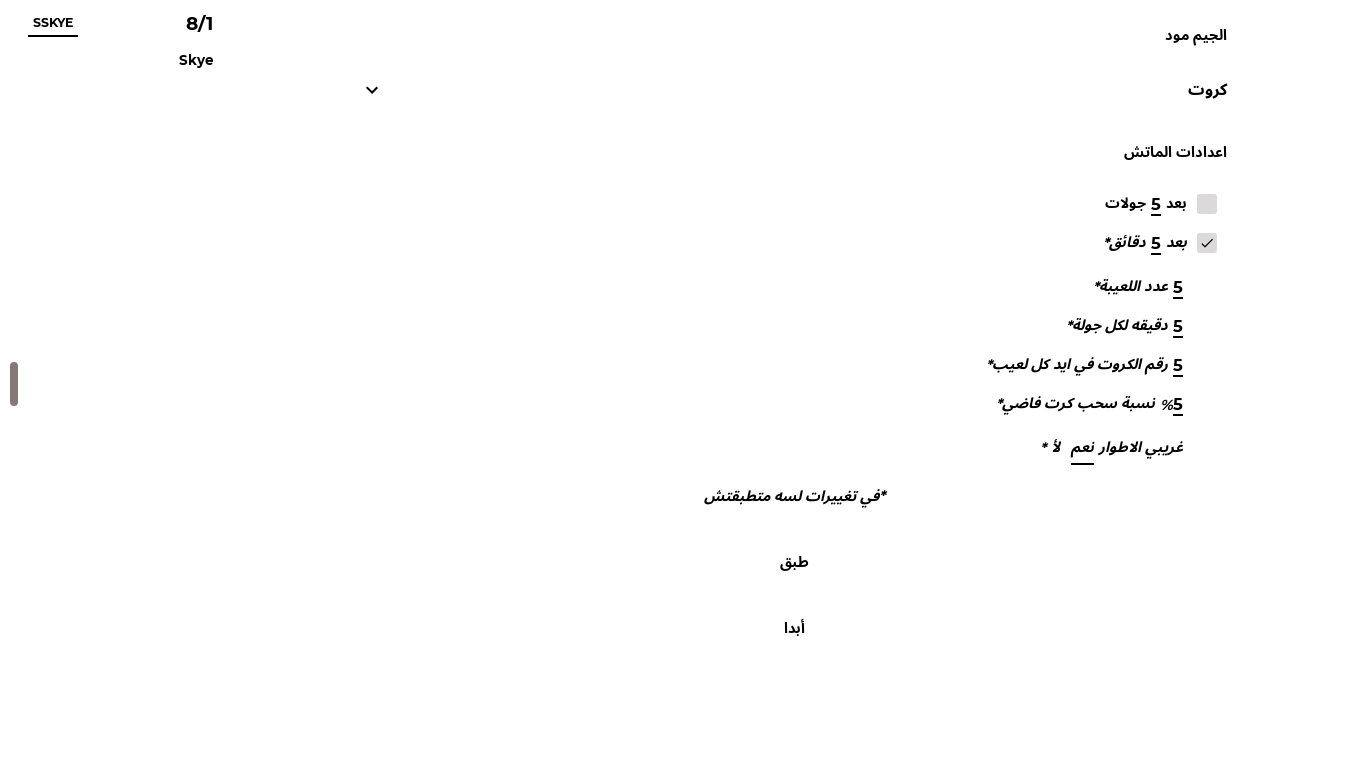 الجيم مود
كروت
اعدادات الماتش
بعد 5 جولات
بعد 5 دقائق*
5 عدد اللعيبة*
5 دقيقه لكل جولة*
5 رقم الكروت في ايد كل لعيب*
5% نسبة سحب كرت فاضي*
غريبي الاطوار نعم لأ *
*في تغييرات لسه متطبقتش
طبق
أبدا
8/1
Skye
SSKYE